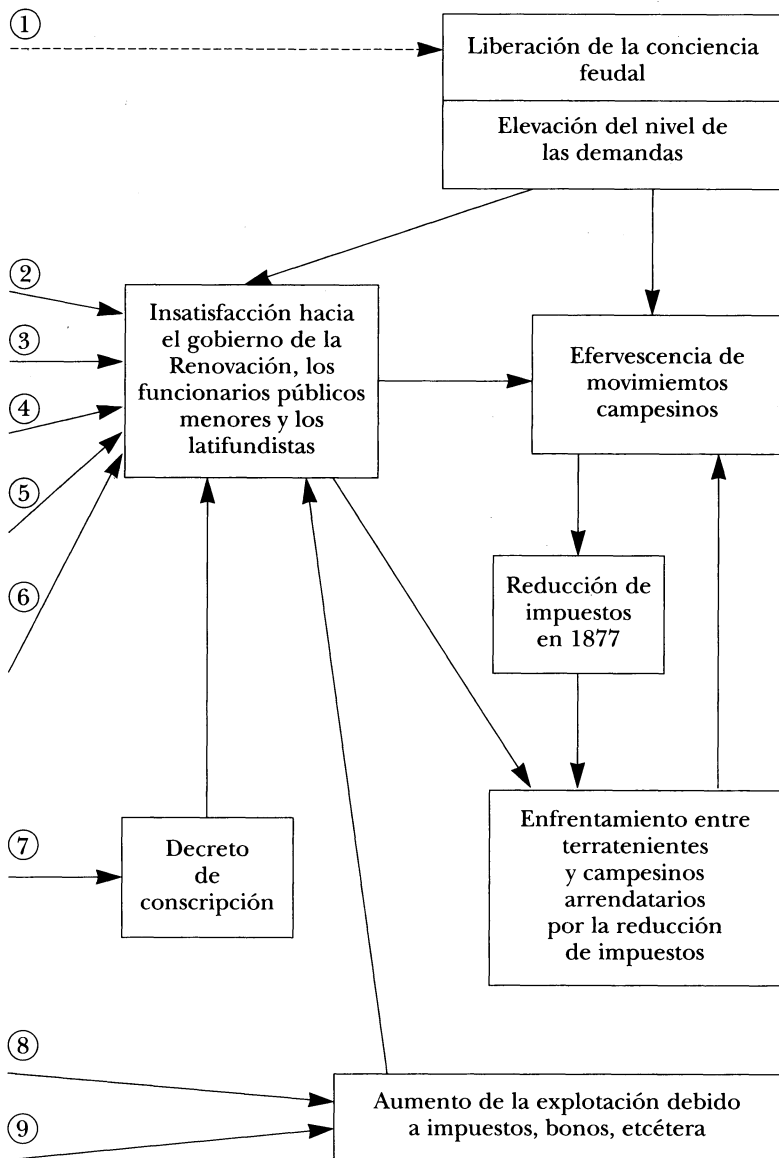 ①
Liberación de la conciencia
feudal
Elevación del nivel de
las demandas
②
③
④
⑤
⑥
Insatisfacción hacia
el gobierno de la
Renovación, los
funcionarios públicos
menores y los
latifundistas
Efervescencia de
movimiemtos
campesinos
Reducción de
impuestos
en 1877
⑦
Decreto
de
conscripción
Enfrentamiento entre
terratenientes
y campesinos
arrendatarios
por la reducción
de impuestos
⑧
⑨
Aumento de la explotación debido
a impuestos, bonos, etcétera